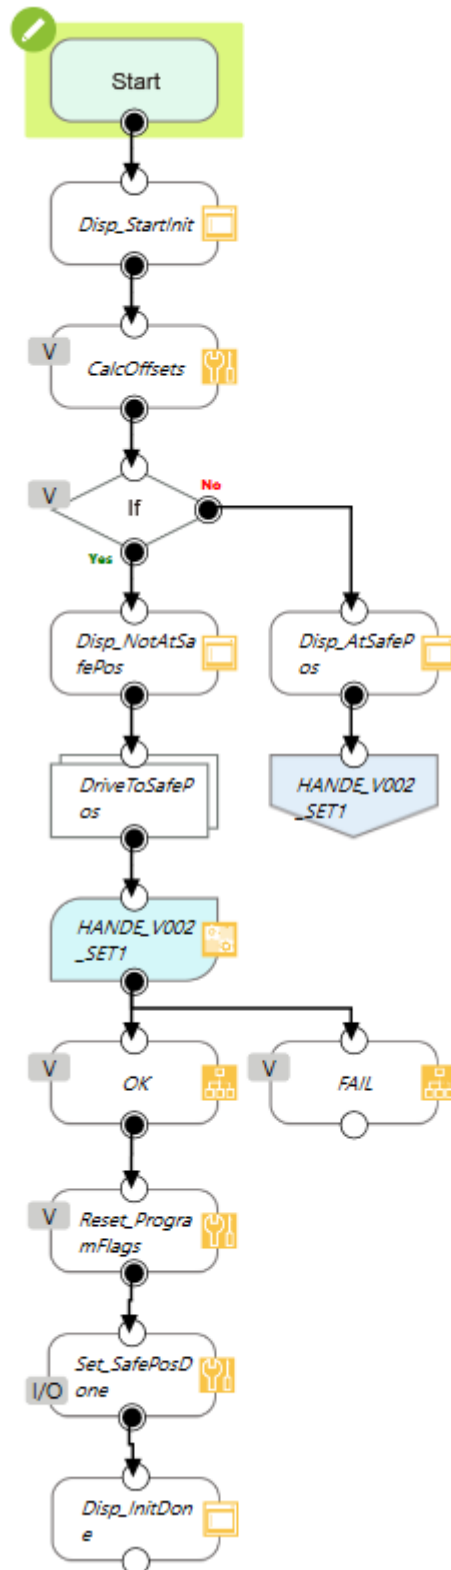 Start
Disp_StartInit
V
CalcOffsets
V
If
No
Yes
Disp_NotAtSa
fePos
Disp_AtSafeP
os
DriveToSafeP
os
HANDE_V002
_SET1
HANDE_V002
_SET1
V
OK
V
FAIL
V
Reset_Progra
mFlags
Set_SafePosD
one
I/O
Disp_InitDon
e